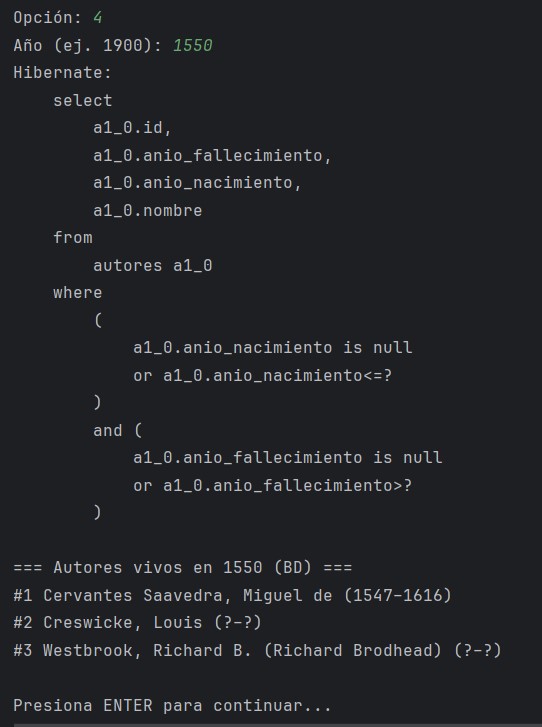 Opción: 4
Año (ej. 1900): 1550
Hibernate:
    select
        a1_0.id,
        a1_0.anio_fallecimiento,
        a1_0.anio_nacimiento,
        a1_0.nombre
    from
        autores a1_0
    where
        (
            a1_0.anio_nacimiento is null
            or a1_0.anio_nacimiento<=?
        )
        and (
            a1_0.anio_fallecimiento is null
            or a1_0.anio_fallecimiento>?
        )

=== Autores vivos en 1550 (BD) ===
#1 Cervantes Saavedra, Miguel de (1547–1616)
#2 Creswicke, Louis (?–?)
#3 Westbrook, Richard B. (Richard Brodhead) (?–?)

Presiona ENTER para continuar...